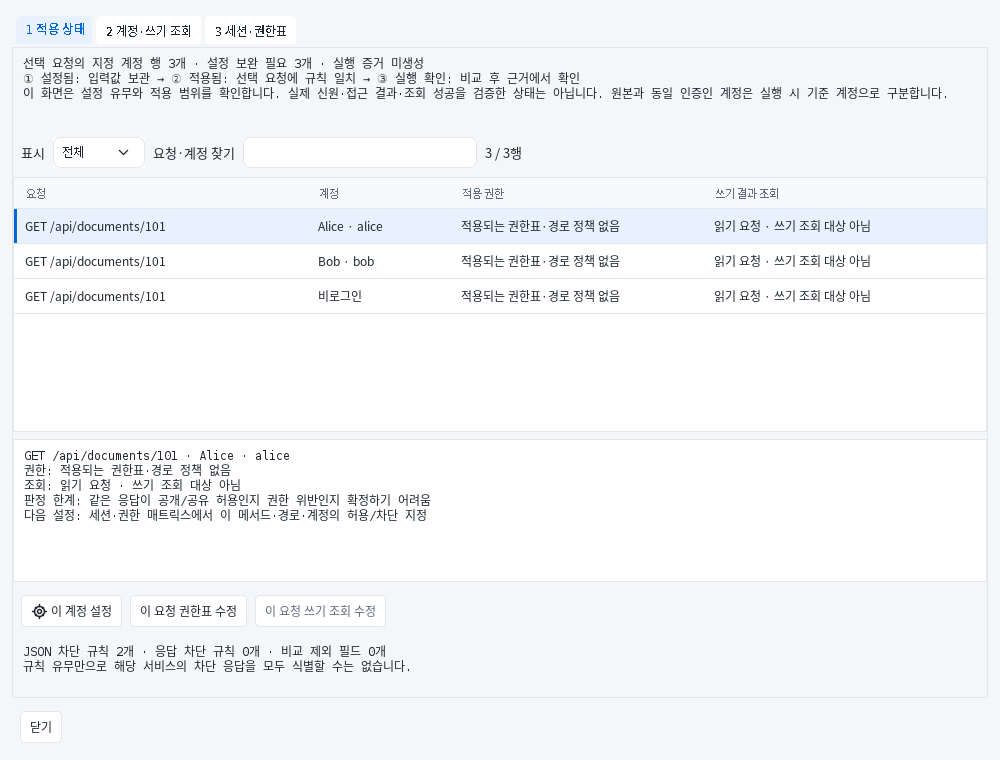 1 적용 상태
2 계정·쓰기 조회
3 세션·권한표
선택 요청의 지정 계정 행 3개 · 설정 보완 필요 3개 · 실행 증거 미생성
① 설정됨: 입력값 보관 → ② 적용됨: 선택 요청에 규칙 일치 → ③ 실행 확인: 비교 후 근거에서 확인
이 화면은 설정 유무와 적용 범위를 확인합니다. 실제 신원·접근 결과·조회 성공을 검증한 상태는 아닙니다. 원본과 동일 인증인 계정은 실행 시 기준 계정으로 구분합니다.
표시
전체
요청·계정 찾기
3 / 3행
요청 계정 적용 권한 쓰기 결과 조회
GET /api/documents/101 Alice · alice 적용되는 권한표·경로 정책 없음 읽기 요청 · 쓰기 조회 대상 아님
GET /api/documents/101 Bob · bob 적용되는 권한표·경로 정책 없음 읽기 요청 · 쓰기 조회 대상 아님
GET /api/documents/101 비로그인 적용되는 권한표·경로 정책 없음 읽기 요청 · 쓰기 조회 대상 아님
GET /api/documents/101 · Alice · alice
권한: 적용되는 권한표·경로 정책 없음
조회: 읽기 요청 · 쓰기 조회 대상 아님
판정 한계: 같은 응답이 공개/공유 허용인지 권한 위반인지 확정하기 어려움
다음 설정: 세션·권한 매트릭스에서 이 메서드·경로·계정의 허용/차단 지정
이 계정 설정
이 요청 권한표 수정
이 요청 쓰기 조회 수정
JSON 차단 규칙 2개 · 응답 차단 규칙 0개 · 비교 제외 필드 0개
규칙 유무만으로 해당 서비스의 차단 응답을 모두 식별할 수는 없습니다.
닫기